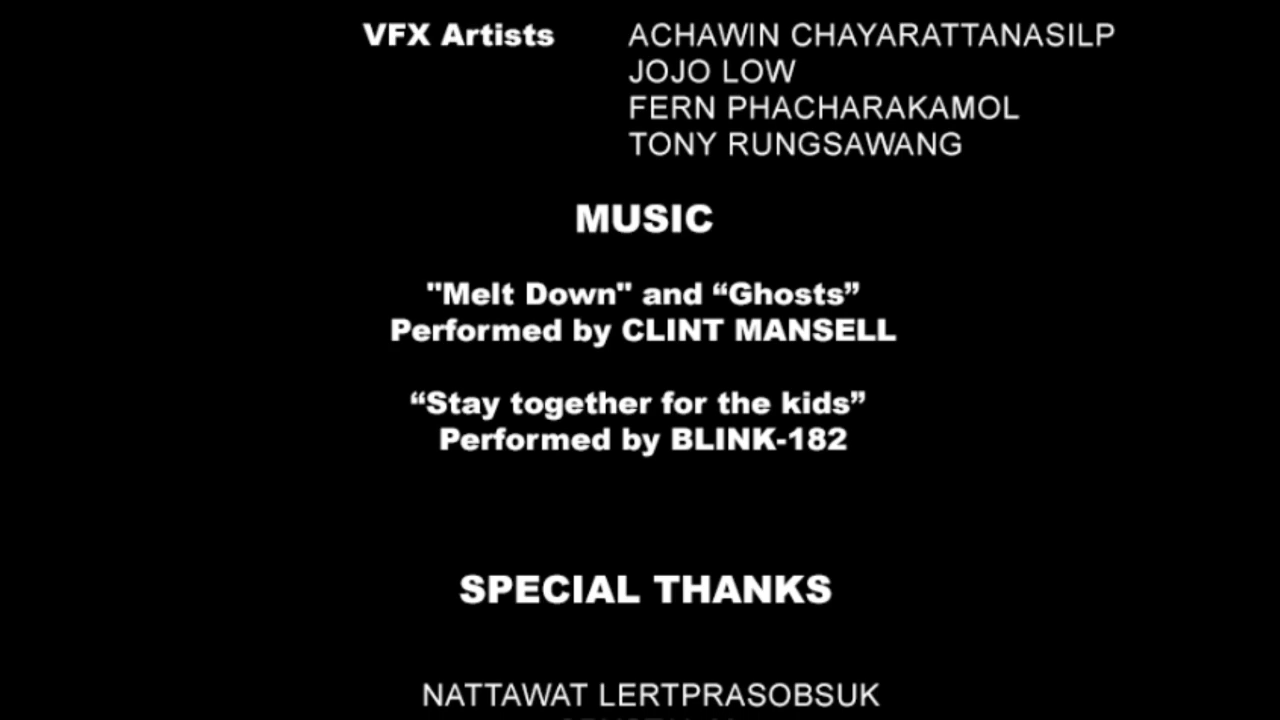 VFX Artists ACHAWIN CHAYARATTANASILP
JOJO LOW
FERN PHACHARAKAMOL
TONY RUNGSAWANG
MUSIC
"Melt Down" and “Ghosts”
Performed by CLINT MANSELL
“Stay together for the kids”
Performed by BLINK-182
SPECIAL THANKS
NATTAWAT LERTPRASOBSUK